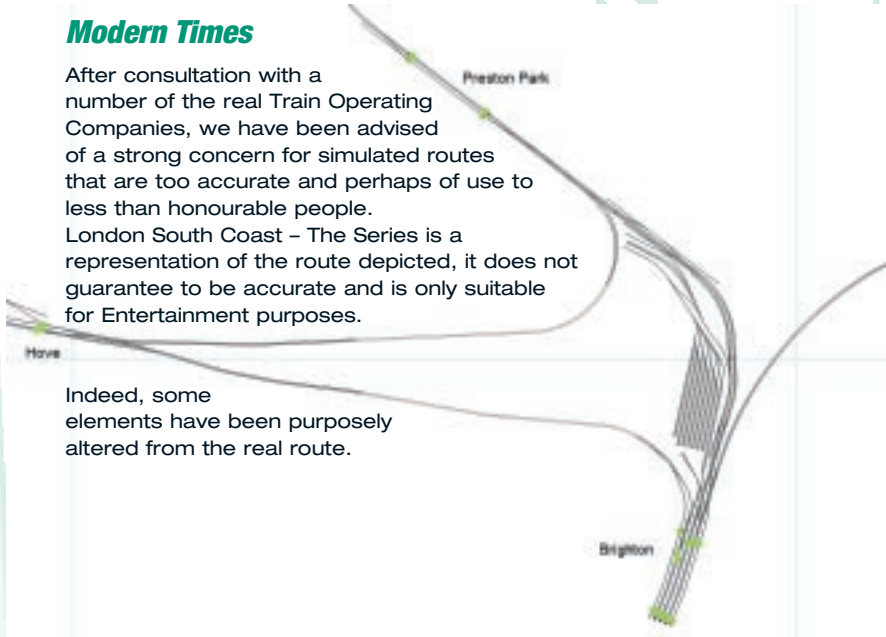 Modern Times
After consultation with a
number of the real Train Operating
Companies, we have been advised
of a strong concern for simulated routes
that are too accurate and perhaps of use to
less than honourable people.
London South Coast – The Series is a
representation of the route depicted, it does not
guarantee to be accurate and is only suitable
for Entertainment purposes.
Indeed, some
elements have been purposely
altered from the real route.
Preston Park
Hove
Brighton